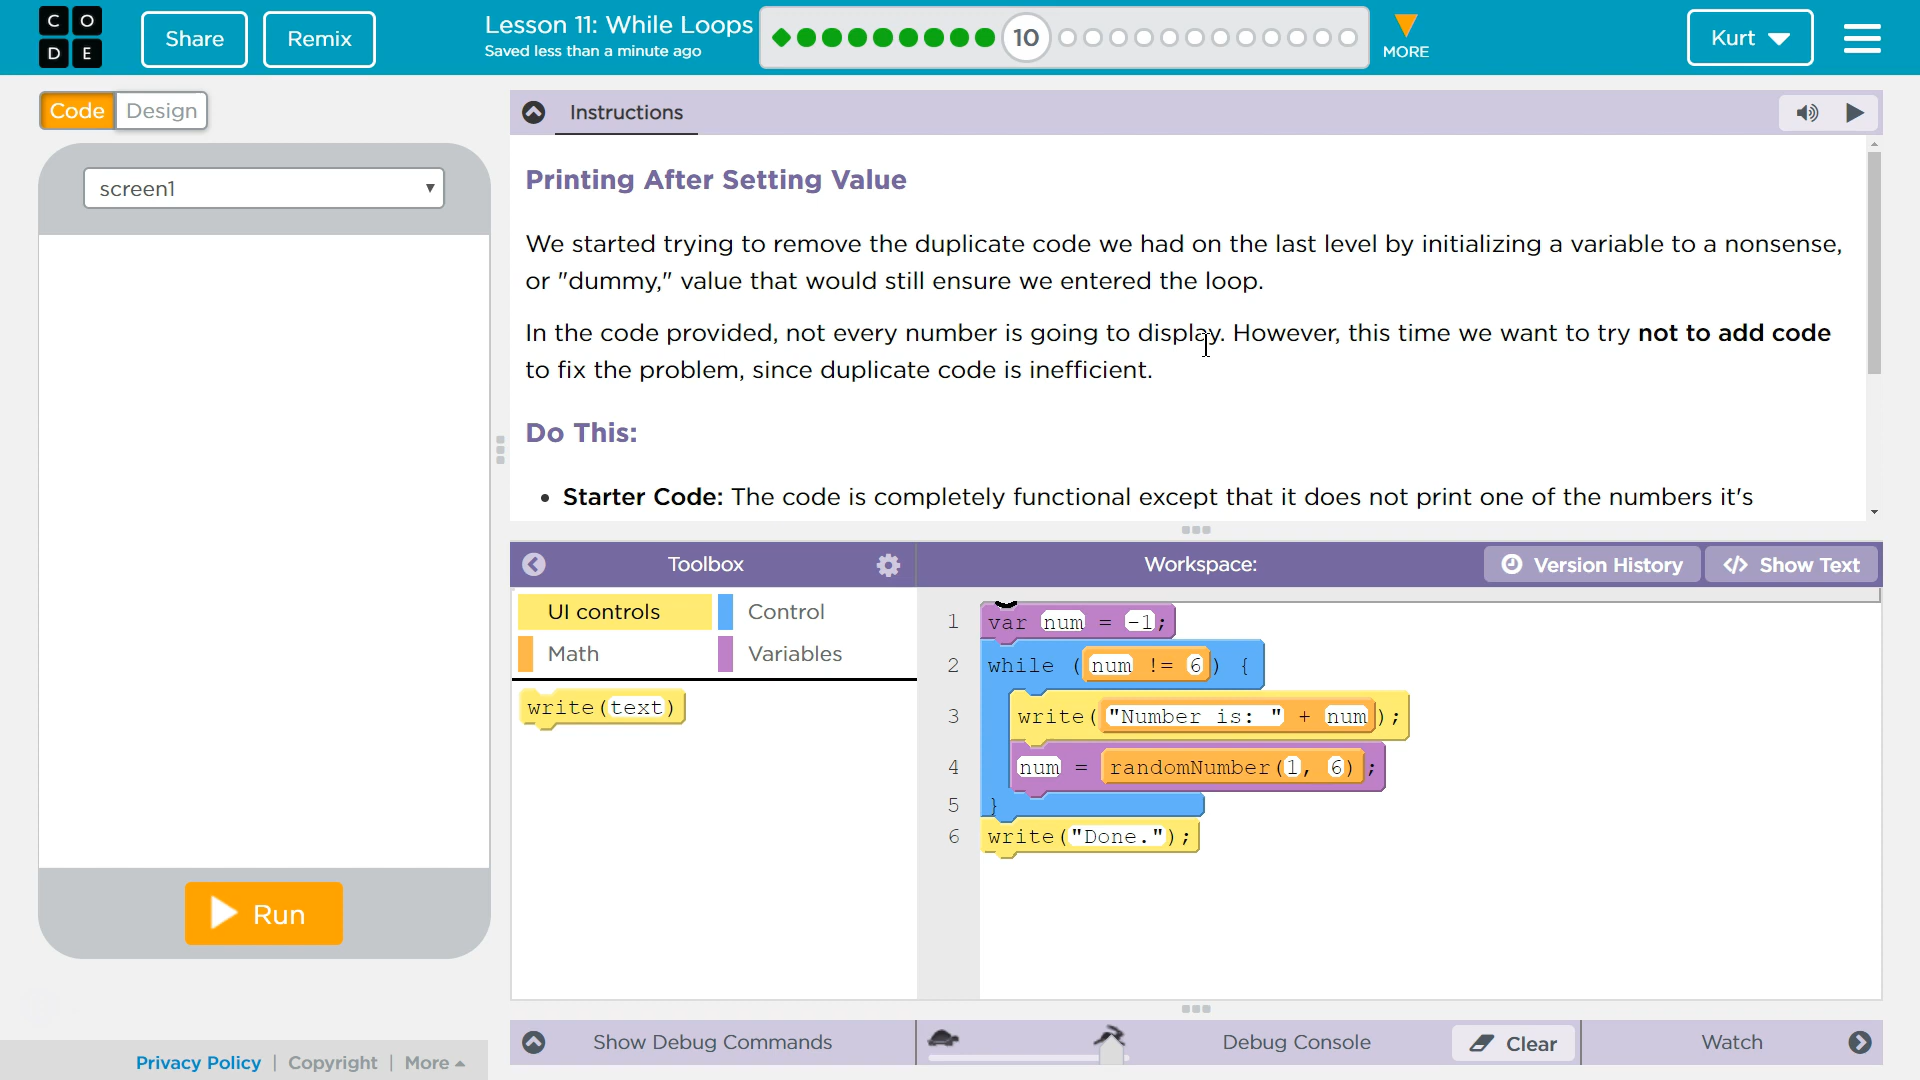 C O D E
Share
Remix
Lesson 11: While Loops
Saved less than a minute ago
10
MORE
Kurt
Code
Design
screen1
Run
Privacy Policy | Copyright | More
Instructions
Printing After Setting Value
We started trying to remove the duplicate code we had on the last level by initializing a variable to a nonsense,
or "dummy," value that would still ensure we entered the loop.
In the code provided, not every number is going to display. However, this time we want to try not to add code
to fix the problem, since duplicate code is inefficient.
Do This:
• Starter Code: The code is completely functional except that it does not print one of the numbers it's
Toolbox
Workspace:
Version History
</> Show Text
UI controls
Control
Math
Variables
write(text)
1 var num = -1;
2 while (num != 6) {
3 write("Number is: " + num);
4 num = randomNumber(1, 6);
5 }
6 write("Done.");
Show Debug Commands
Debug Console
Clear
Watch